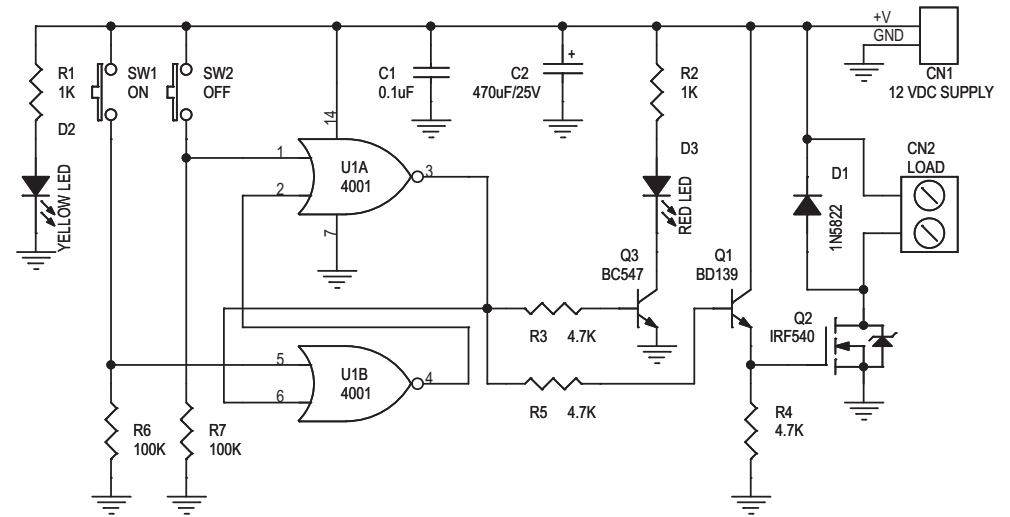 +V
GND
CN1
12 VDC SUPPLY
R1
1K
D2
YELLOW LED
SW1
ON
SW2
OFF
C1
0.1uF
C2
470uF/25V
+
R2
1K
D3
RED LED
CN2
LOAD
D1
1N5822
14
1
2
U1A
4001
3
7
Q3
BC547
Q1
BD139
Q2
IRF540
R3 4.7K
5
6
U1B
4001
4
R5 4.7K
R4
4.7K
R6
100K
R7
100K